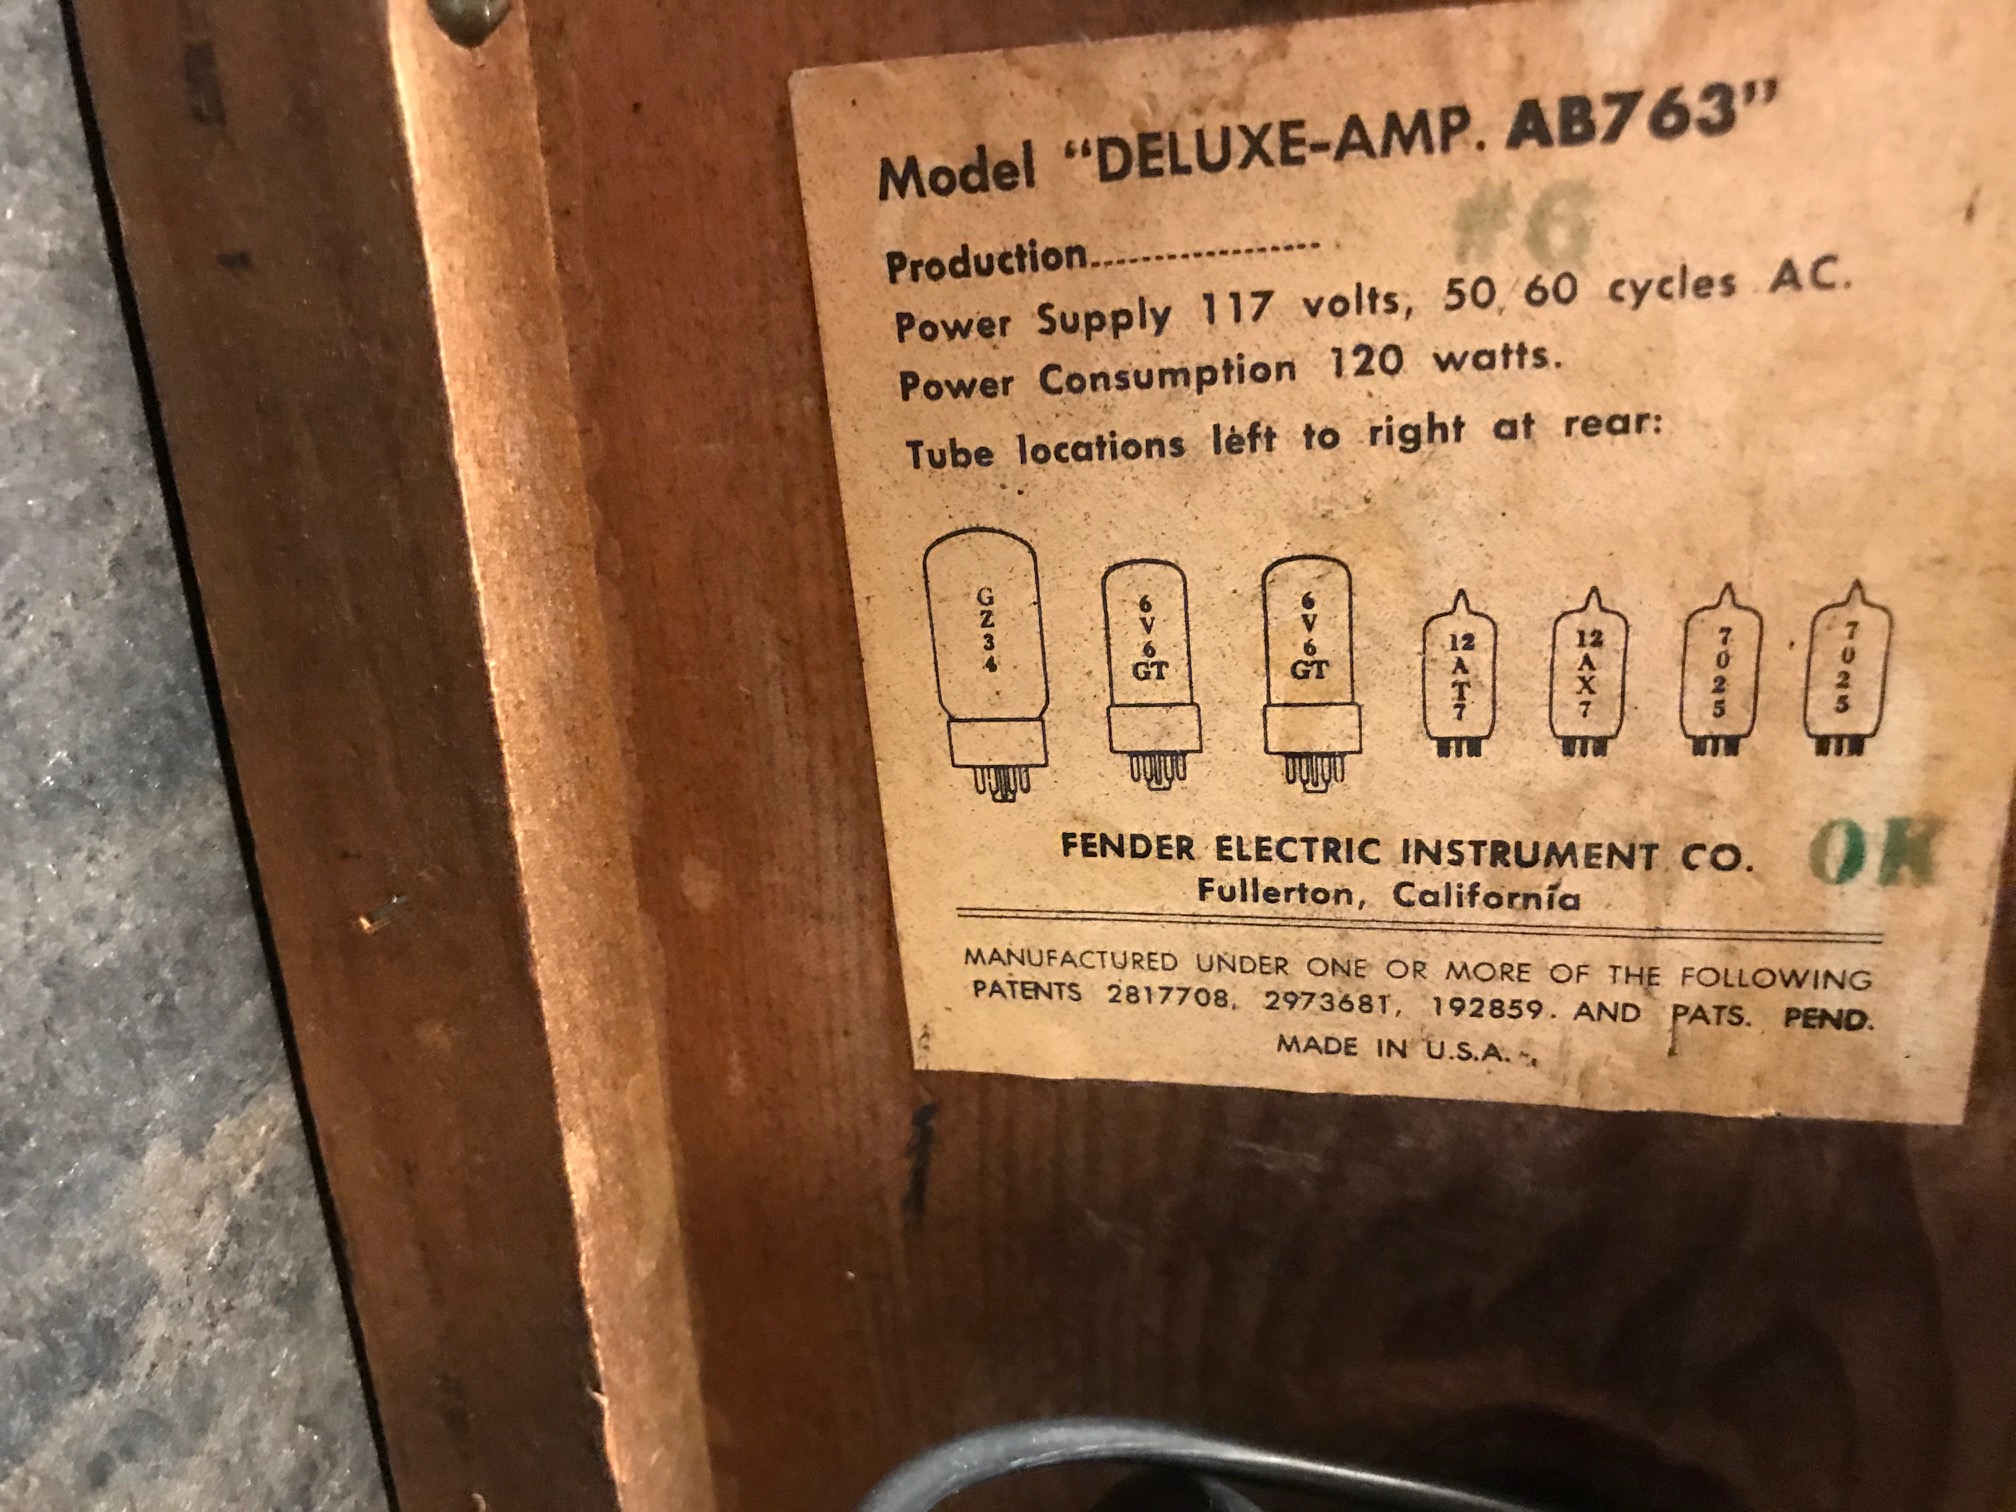 Model “DELUXE-AMP. AB763”
#6
Production..................
Power Supply 117 volts, 50/60 cycles AC.
Power Consumption 120 watts.
Tube locations left to right at rear:
GZ34 6V6GT 6V6GT 12AT7 12AX7 7025 7025
FENDER ELECTRIC INSTRUMENT CO. OK
Fullerton, California
MANUFACTURED UNDER ONE OR MORE OF THE FOLLOWING
PATENTS 2817708, 2973681, 192859. AND PATS. PEND.
MADE IN U.S.A.